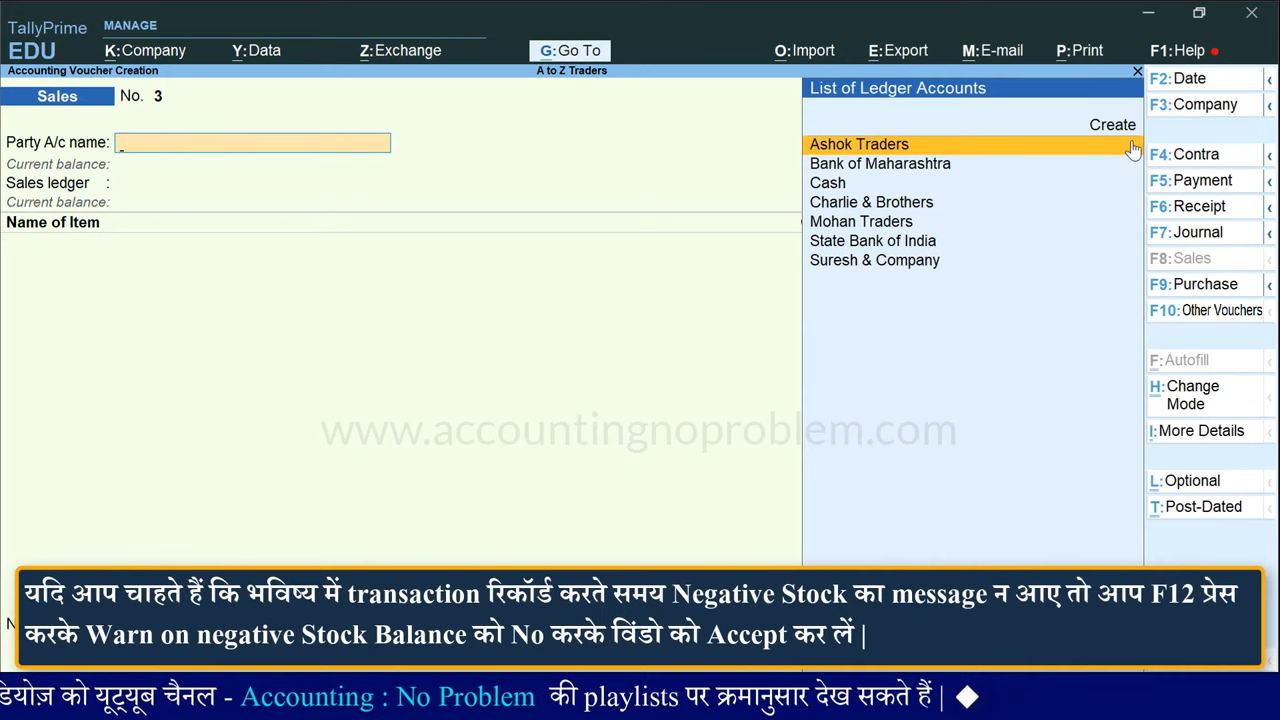 TallyPrime
EDU
MANAGE
K:Company
Y:Data
Z:Exchange
G:Go To
O:Import
E:Export
M:E-mail
P:Print
F1:Help
Accounting Voucher Creation
A to Z Traders
Sales No. 3
Party A/c name:
Current balance:
Sales ledger :
Current balance:
Name of Item
List of Ledger Accounts
Create
Ashok Traders
Bank of Maharashtra
Cash
Charlie & Brothers
Mohan Traders
State Bank of India
Suresh & Company
F2:Date
F3:Company
F4:Contra
F5:Payment
F6:Receipt
F7:Journal
F8:Sales
F9:Purchase
F10:Other Vouchers
F:Autofill
H:Change
Mode
I:More Details
L:Optional
T:Post-Dated
www.accountingnoproblem.com
यदि आप चाहते हैं कि भविष्य में transaction रिकॉर्ड करते समय Negative Stock का message न आए तो आप F12 प्रेस
करके Warn on negative Stock Balance को No करके विंडो को Accept कर लें |
डियोज़ को यूट्यूब चैनल - Accounting : No Problem की playlists पर क्रमानुसार देख सकते हैं | ◆